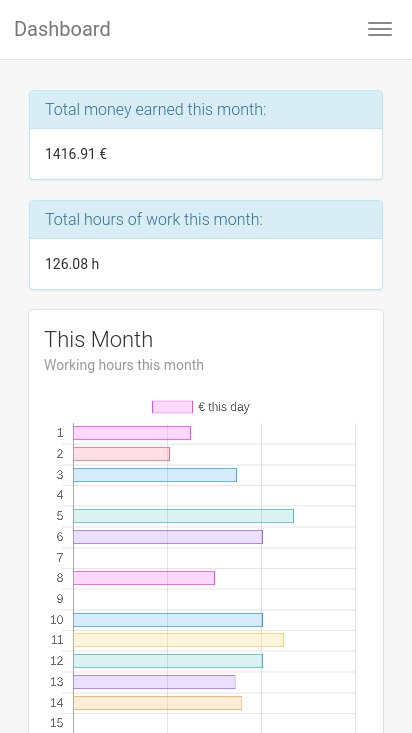 Dashboard
Total money earned this month:
1416.91 €
Total hours of work this month:
126.08 h
This Month
Working hours this month
€ this day
1
2
3
4
5
6
7
8
9
10
11
12
13
14
15